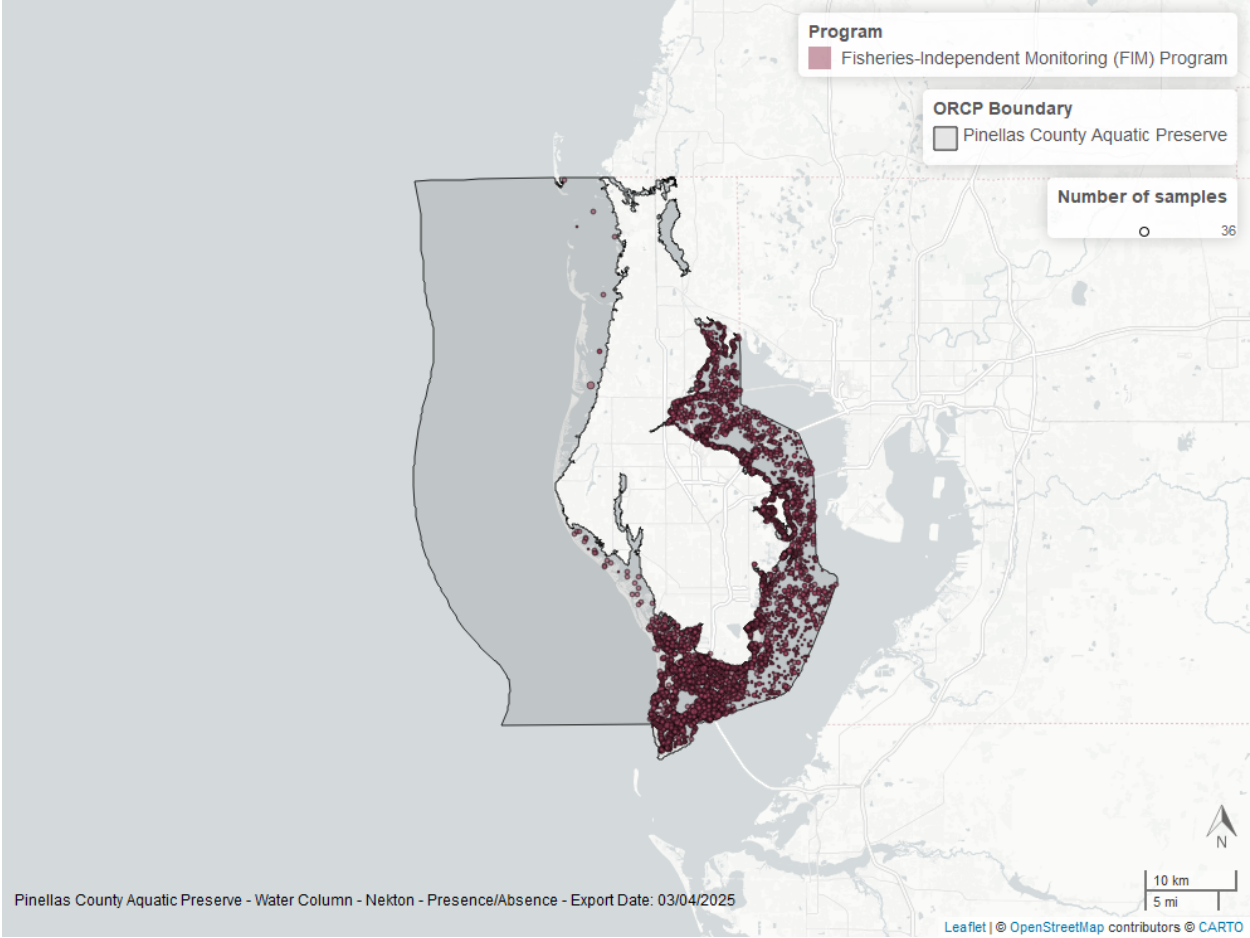 Program
Fisheries-Independent Monitoring (FIM) Program
ORCP Boundary
Pinellas County Aquatic Preserve
Number of samples
36
N
10 km
5 mi
Pinellas County Aquatic Preserve - Water Column - Nekton - Presence/Absence - Export Date: 03/04/2025
Leaflet | © OpenStreetMap contributors © CARTO